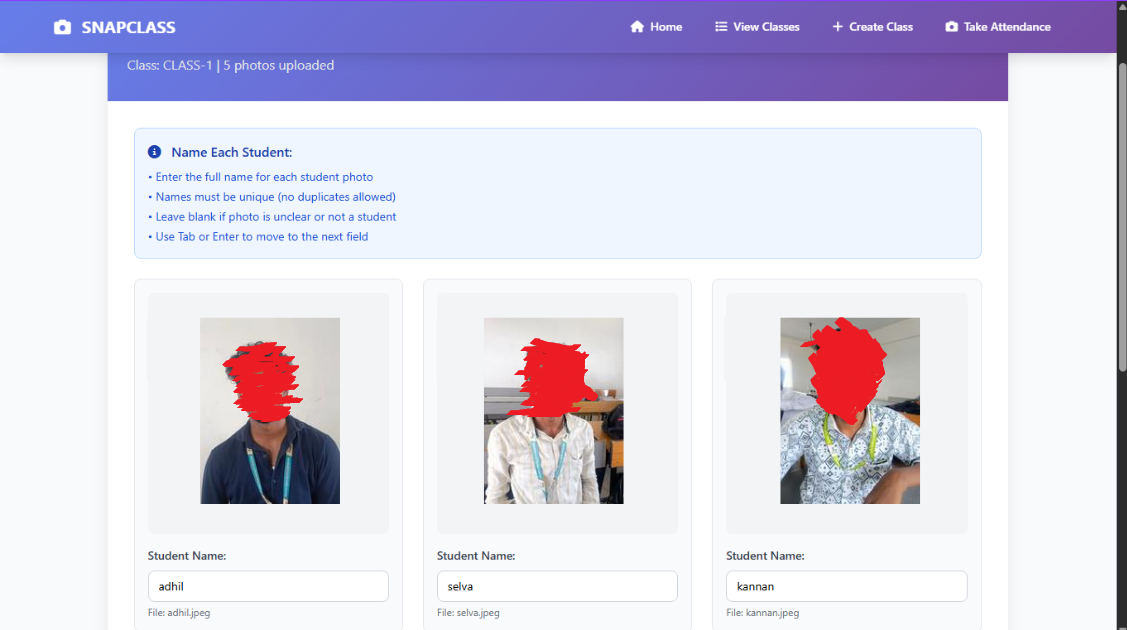 SNAPCLASS
Home
View Classes
Create Class
Take Attendance
Class: CLASS-1 | 5 photos uploaded
Name Each Student:
• Enter the full name for each student photo
• Names must be unique (no duplicates allowed)
• Leave blank if photo is unclear or not a student
• Use Tab or Enter to move to the next field
Student Name:
adhil
File: adhil.jpeg
Student Name:
selva
File: selva.jpeg
Student Name:
kannan
File: kannan.jpeg